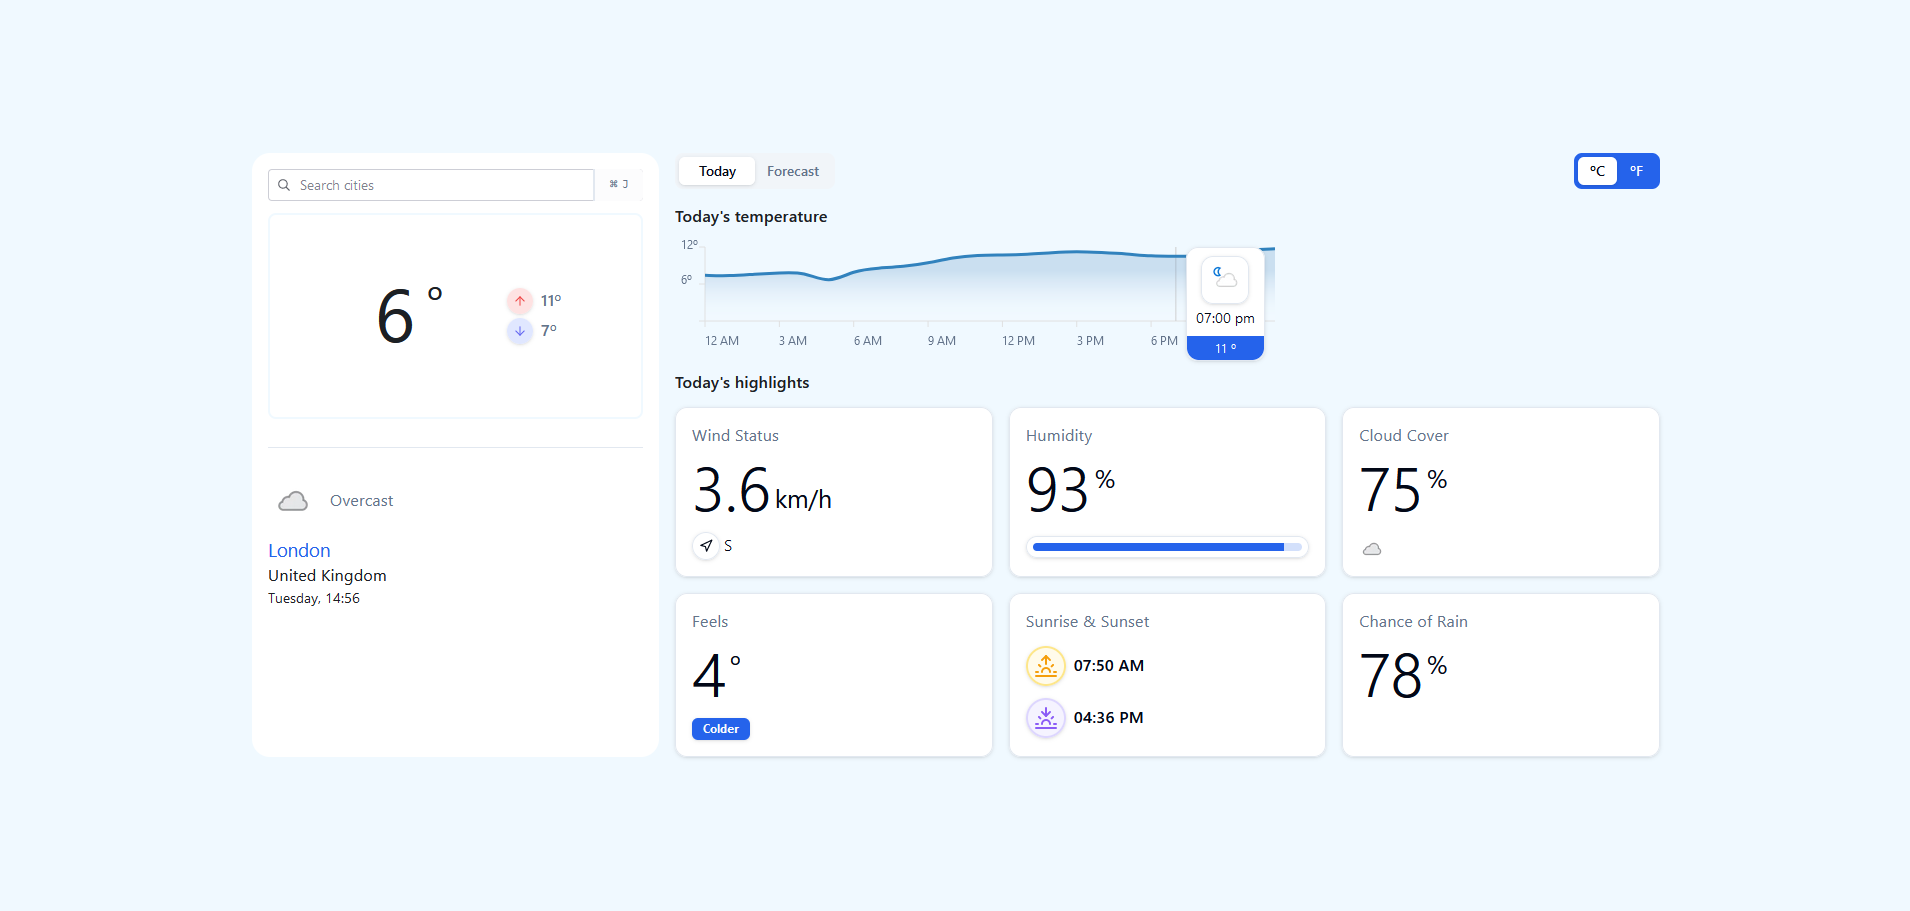 Search cities
⌘ J
6°
11°
7°
Overcast
London
United Kingdom
Tuesday, 14:56
Today
Forecast
°C
°F
Today's temperature
12°
6°
12 AM
3 AM
6 AM
9 AM
12 PM
3 PM
6 PM
07:00 pm
11 °
Today's highlights
Wind Status
3.6 km/h
S
Humidity
93 %
Cloud Cover
75 %
Feels
4°
Colder
Sunrise & Sunset
07:50 AM
04:36 PM
Chance of Rain
78 %